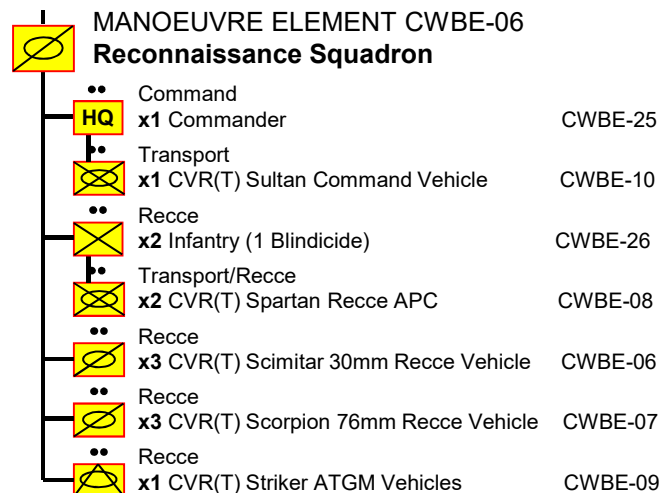 MANOEUVRE ELEMENT CWBE-06
Reconnaissance Squadron
Command
HQ x1 Commander CWBE-25
Transport
x1 CVR(T) Sultan Command Vehicle CWBE-10
Recce
x2 Infantry (1 Blindicide) CWBE-26
Transport/Recce
x2 CVR(T) Spartan Recce APC CWBE-08
Recce
x3 CVR(T) Scimitar 30mm Recce Vehicle CWBE-06
Recce
x3 CVR(T) Scorpion 76mm Recce Vehicle CWBE-07
Recce
x1 CVR(T) Striker ATGM Vehicles CWBE-09